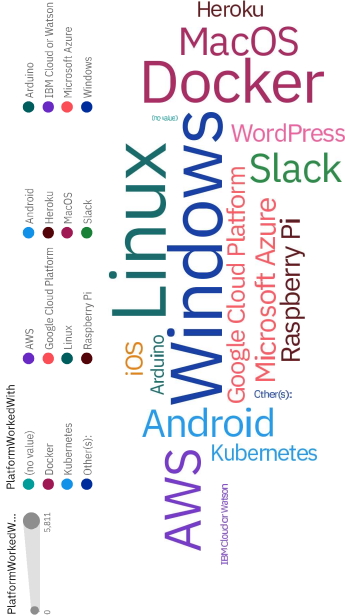 PlatformWorkedW...
0
5,811
PlatformWorkedWith
(no value)
AWS
Android
Arduino
Docker
Google Cloud Platform
Heroku
IBM Cloud or Watson
Kubernetes
Linux
MacOS
Microsoft Azure
Other(s):
Raspberry Pi
Slack
Windows
Heroku
MacOS
Docker
(no value)
WordPress
Slack
Linux
Windows
Google Cloud Platform
Microsoft Azure
Raspberry Pi
iOS
Arduino
Other(s):
Android
Kubernetes
AWS
IBM Cloud or Watson